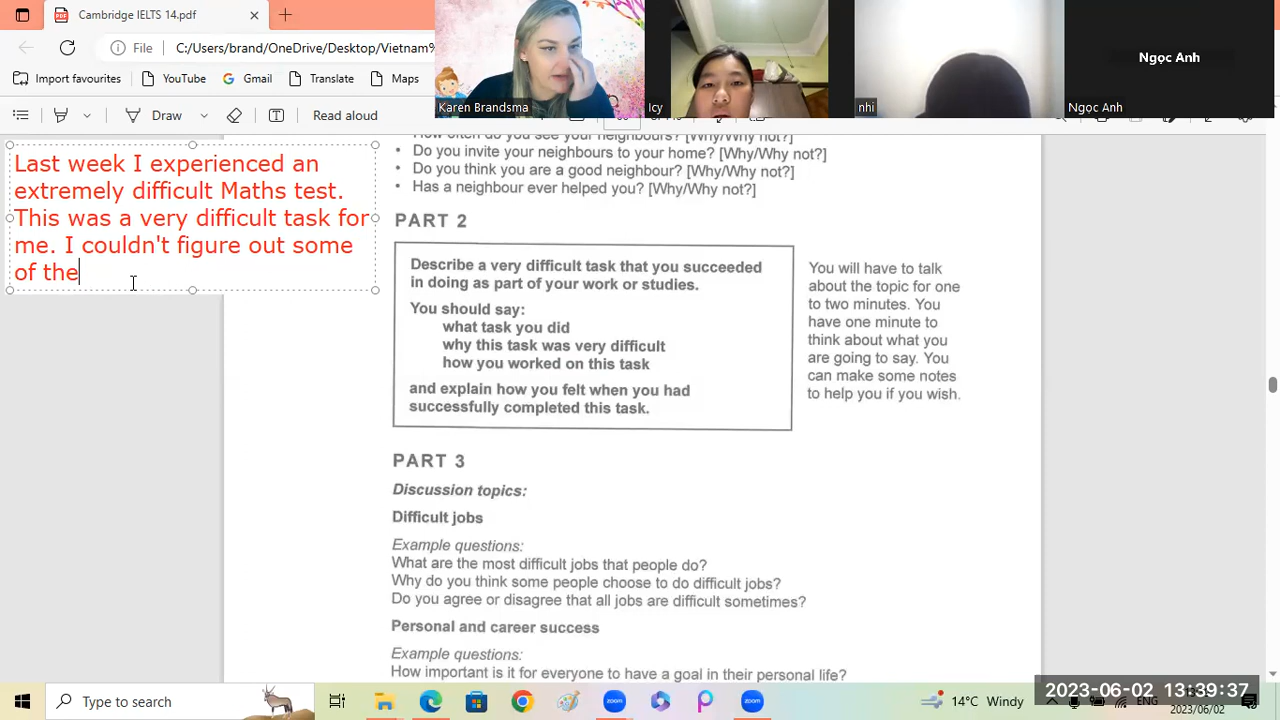 Cambridge IELTS 14.pdf
File
C:/Users/brand/OneDrive/Desktop/Vietnam%
Import favourites
YouTube
Gmail
Translate
Maps
Draw
Read aloud
Karen Brandsma
Icy
nhi
Ngọc Anh
Ngọc Anh
Last week I experienced an
extremely difficult Maths test.
This was a very difficult task for
me. I couldn't figure out some
of the
How often do you see your neighbours? [Why/Why not?]
• Do you invite your neighbours to your home? [Why/Why not?]
• Do you think you are a good neighbour? [Why/Why not?]
• Has a neighbour ever helped you? [Why/Why not?]
PART 2
Describe a very difficult task that you succeeded
in doing as part of your work or studies.
You should say:
what task you did
why this task was very difficult
how you worked on this task
and explain how you felt when you had
successfully completed this task.
You will have to talk
about the topic for one
to two minutes. You
have one minute to
think about what you
are going to say. You
can make some notes
to help you if you wish.
PART 3
Discussion topics:
Difficult jobs
Example questions:
What are the most difficult jobs that people do?
Why do you think some people choose to do difficult jobs?
Do you agree or disagree that all jobs are difficult sometimes?
Personal and career success
Example questions:
How important is it for everyone to have a goal in their personal life?
Type here to search
14°C Windy
ENG
2023-06-02 13:39:37
2023/06/02